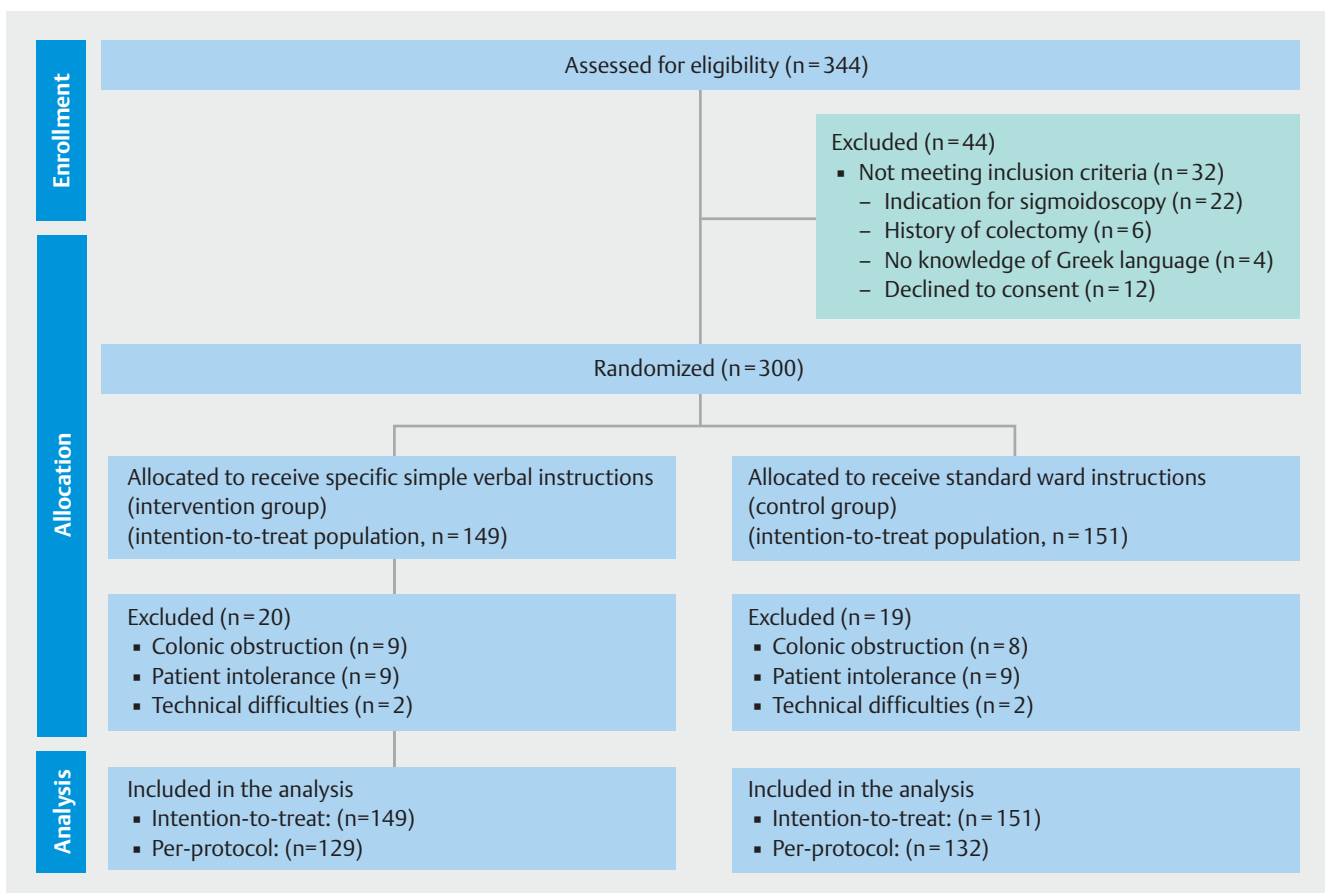 Enrollment
Assessed for eligibility (n = 344)
Excluded (n = 44)
▪ Not meeting inclusion criteria (n = 32)
– Indication for sigmoidoscopy (n = 22)
– History of colectomy (n = 6)
– No knowledge of Greek language (n = 4)
– Declined to consent (n = 12)
Allocation
Randomized (n = 300)
Allocated to receive specific simple verbal instructions
(intervention group)
(intention-to-treat population, n = 149)
Allocated to receive standard ward instructions
(control group)
(intention-to-treat population, n = 151)
Excluded (n = 20)
▪ Colonic obstruction (n = 9)
▪ Patient intolerance (n = 9)
▪ Technical difficulties (n = 2)
Excluded (n = 19)
▪ Colonic obstruction (n = 8)
▪ Patient intolerance (n = 9)
▪ Technical difficulties (n = 2)
Analysis
Included in the analysis
▪ Intention-to-treat: (n=149)
▪ Per-protocol: (n=129)
Included in the analysis
▪ Intention-to-treat: (n = 151)
▪ Per-protocol: (n = 132)